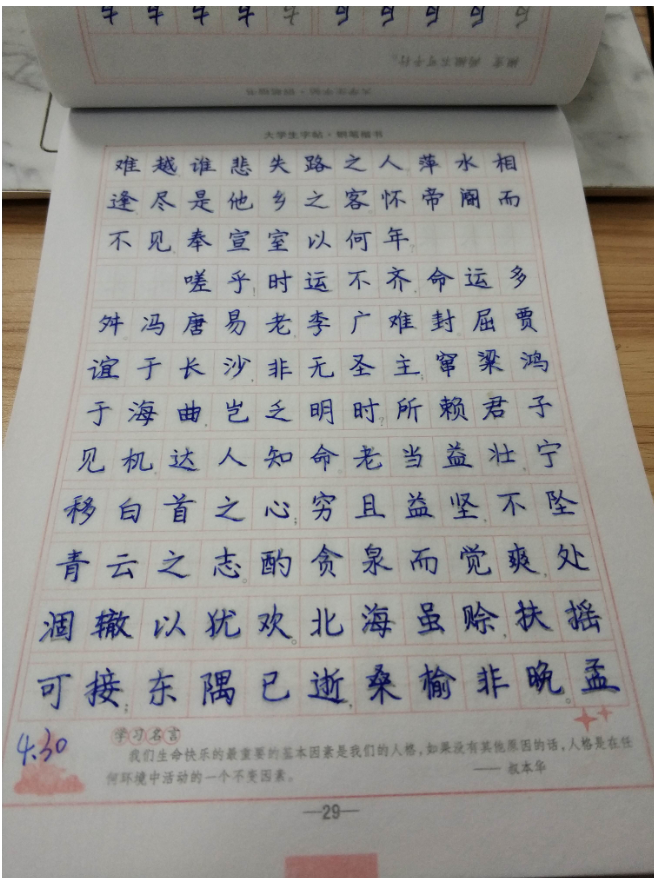 大学生字帖·钢笔楷书
难越谁悲失路之人。萍水相
逢尽是他乡之客。怀帝阍而
不见,奉宣室以何年
嗟乎!时运不齐,命运多
舛。冯唐易老,李广难封。屈贾
谊于长沙,非无圣主;窜梁鸿
于海曲,岂乏明时。所赖君子
见机,达人知命。老当益壮,宁
移白首之心;穷且益坚,不坠
青云之志。酌贪泉而觉爽,处
涸辙以犹欢。北海虽赊,扶摇
可接;东隅已逝,桑榆非晚。孟
4.30
学习名言
我们生命快乐的最重要的基本因素是我们的人格,如果没有其他原因的话,人格是在任
何环境中活动的一个不变因素。
—— 叔本华
—29—